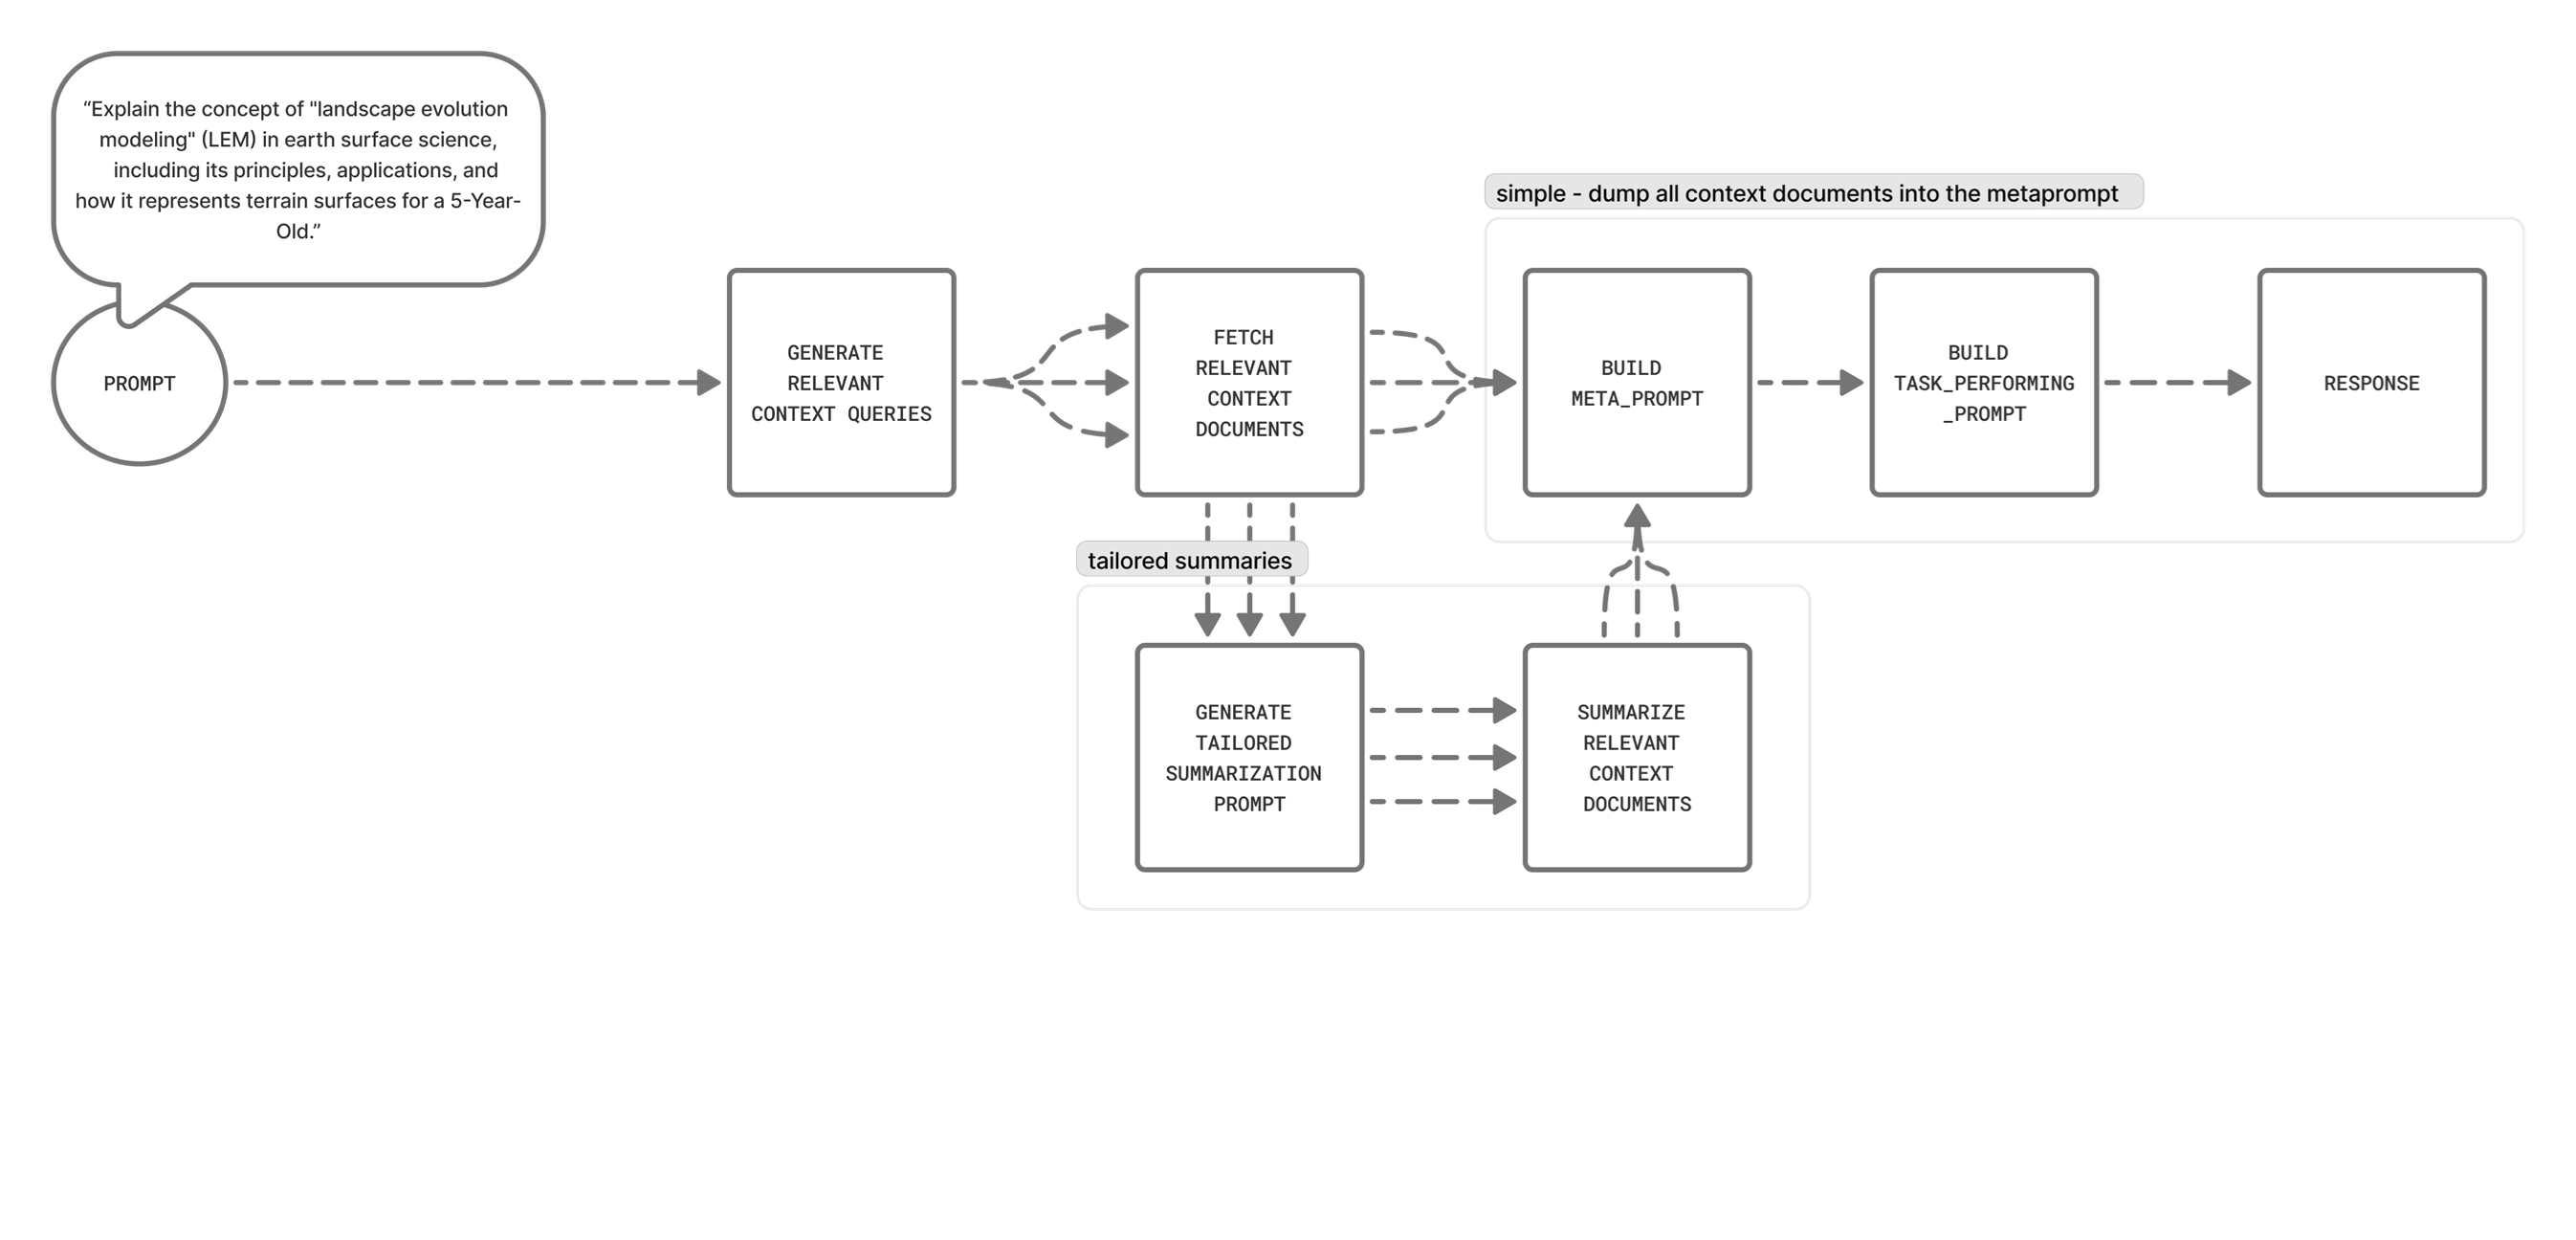 “Explain the concept of "landscape evolution
modeling" (LEM) in earth surface science,
including its principles, applications, and
how it represents terrain surfaces for a 5-Year-
Old.”
PROMPT
GENERATE
RELEVANT
CONTEXT QUERIES
FETCH
RELEVANT
CONTEXT
DOCUMENTS
simple - dump all context documents into the metaprompt
BUILD
META_PROMPT
BUILD
TASK_PERFORMING
_PROMPT
RESPONSE
tailored summaries
GENERATE
TAILORED
SUMMARIZATION
PROMPT
SUMMARIZE
RELEVANT
CONTEXT
DOCUMENTS